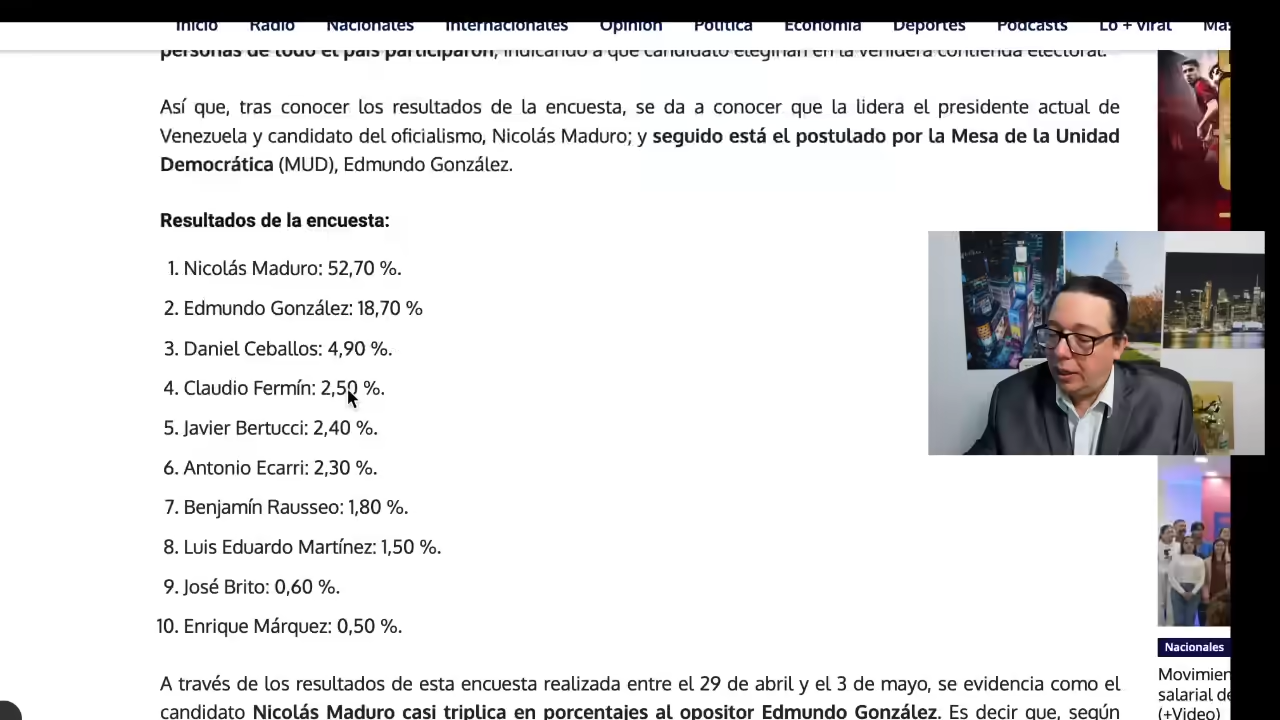 Inicio Radio Nacionales Internacionales Opinión Política Economía Deportes Podcasts Lo + viral Más
personas de todo el país participaron, indicando a qué candidato elegirían en la venidera contienda electoral.
Así que, tras conocer los resultados de la encuesta, se da a conocer que la lidera el presidente actual de
Venezuela y candidato del oficialismo, Nicolás Maduro; y seguido está el postulado por la Mesa de la Unidad
Democrática (MUD), Edmundo González.
Resultados de la encuesta:
1. Nicolás Maduro: 52,70 %.
2. Edmundo González: 18,70 %
3. Daniel Ceballos: 4,90 %.
4. Claudio Fermín: 2,50 %.
5. Javier Bertucci: 2,40 %.
6. Antonio Ecarri: 2,30 %.
7. Benjamín Rausseo: 1,80 %.
8. Luis Eduardo Martínez: 1,50 %.
9. José Brito: 0,60 %.
10. Enrique Márquez: 0,50 %.
A través de los resultados de esta encuesta realizada entre el 29 de abril y el 3 de mayo, se evidencia como el
candidato Nicolás Maduro casi triplica en porcentajes al opositor Edmundo González. Es decir que, según
Nacionales
Movimien
salarial de
(+Video)